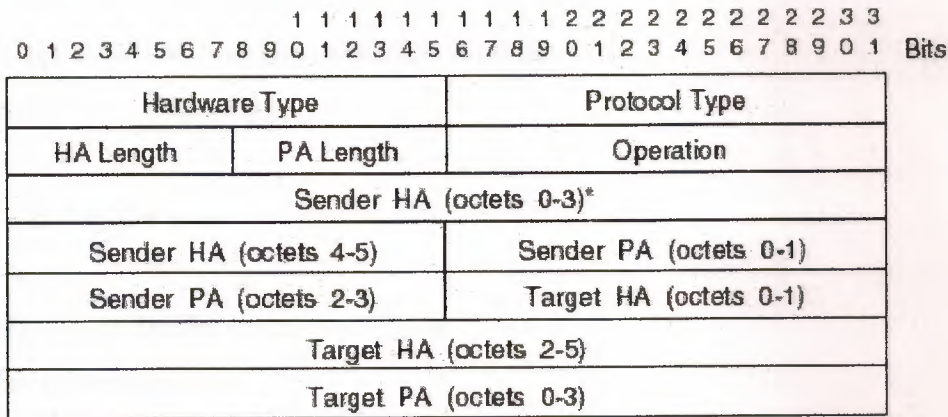 1 1 1 1 1 1 1 1 1 1 2 2 2 2 2 2 2 2 2 2 3 3
0 1 2 3 4 5 6 7 8 9 0 1 2 3 4 5 6 7 8 9 0 1 2 3 4 5 6 7 8 9 0 1 Bits
Hardware Type Protocol Type
HA Length PA Length Operation
Sender HA (octets 0-3)*
Sender HA (octets 4-5) Sender PA (octets 0-1)
Sender PA (octets 2-3) Target HA (octets 0-1)
Target HA (octets 2-5)
Target PA (octets 0-3)